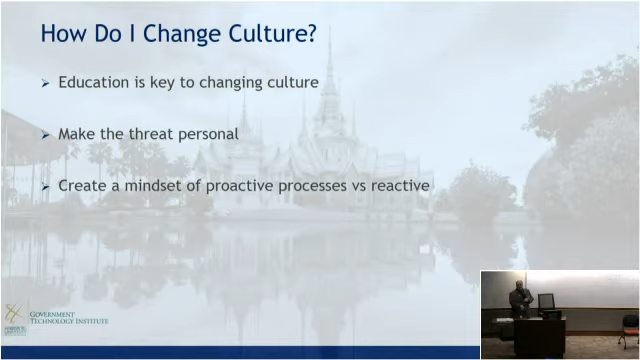 How Do I Change Culture?
Education is key to changing culture
Make the threat personal
Create a mindset of proactive processes vs reactive
GOVERNMENT
TECHNOLOGY INSTITUTE